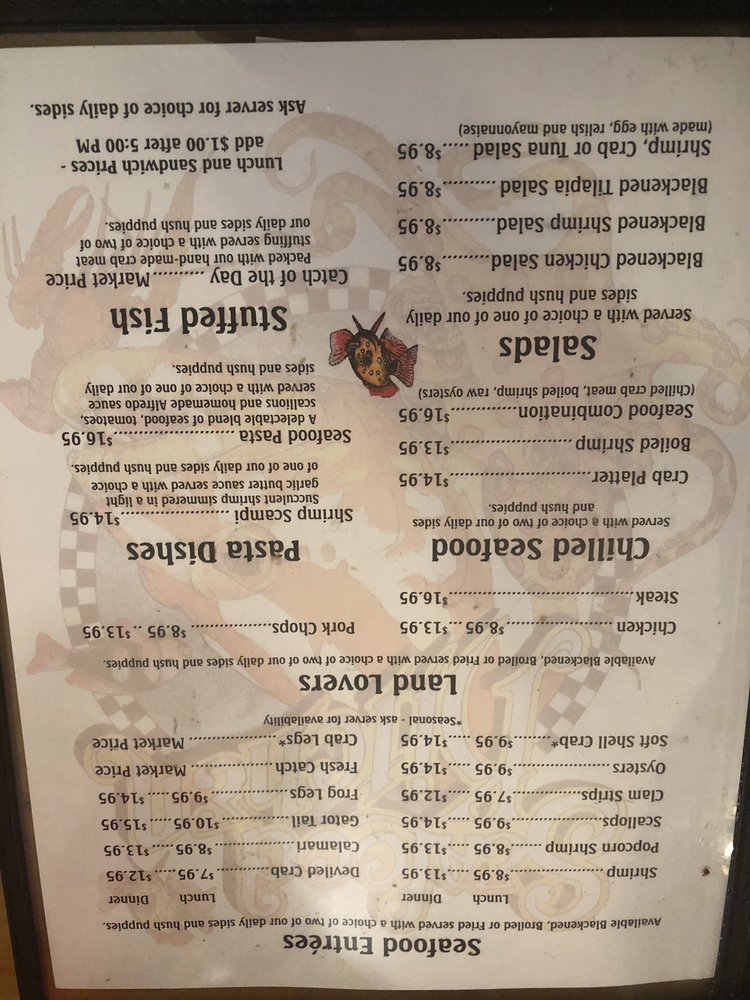 Seafood Entrées
Available Blackened, Broiled or Fried served with a choice of two of our daily sides and hush puppies.
Lunch Dinner
Shrimp ......................$8.95 .....$13.95
Popcorn Shrimp ......$8.95 .....$13.95
Scallops.....................$9.95 .....$14.95
Clam Strips...............$7.95 .....$12.95
Oysters .....................$9.95 .....$14.95
Soft Shell Crab*.........$9.95 .....$14.95
Lunch Dinner
Deviled Crab.............$7.95.....$12.95
Calamari...................$8.95.....$13.95
Gator Tail................$10.95.....$15.95
Frog Legs.................$9.95.....$14.95
Fresh Catch.................... Market Price
Crab Legs*.................... Market Price
*Seasonal - ask server for availability
Land Lovers
Available Blackened, Broiled or Fried served with a choice of two of our daily sides and hush puppies.
Chicken .........................$8.95 ...$13.95
Steak...........................................$16.95
Pork Chops................... $8.95 .. $13.95
Chilled Seafood
Served with a choice of two of our daily sides
and hush puppies.
Crab Platter.................................$14.95
Boiled Shrimp ..........................$13.95
Seafood Combination................$16.95
(Chilled crab meat, boiled shrimp, raw oysters)
Salads
Served with a choice of one of our daily
sides and hush puppies.
Blackened Chicken Salad..........$8.95
Blackened Shrimp Salad...........$8.95
Blackened Tilapia Salad ...........$8.95
Shrimp, Crab or Tuna Salad .....$8.95
(made with egg, relish and mayonnaise)
Pasta Dishes
Shrimp Scampi ........................$14.95
Succulent shrimp simmered in a light
garlic butter sauce served with a choice
of one of our daily sides and hush puppies.
Seafood Pasta ..........................$16.95
A delectable blend of seafood, tomatoes,
scallions and homemade Alfredo sauce
served with a choice of one of our daily
sides and hush puppies.
Stuffed Fish
Catch of the Day ...........Market Price
Packed with our hand-made crab meat
stuffing served with a choice of two of
our daily sides and hush puppies.
Lunch and Sandwich Prices -
add $1.00 after 5:00 PM
Ask server for choice of daily sides.